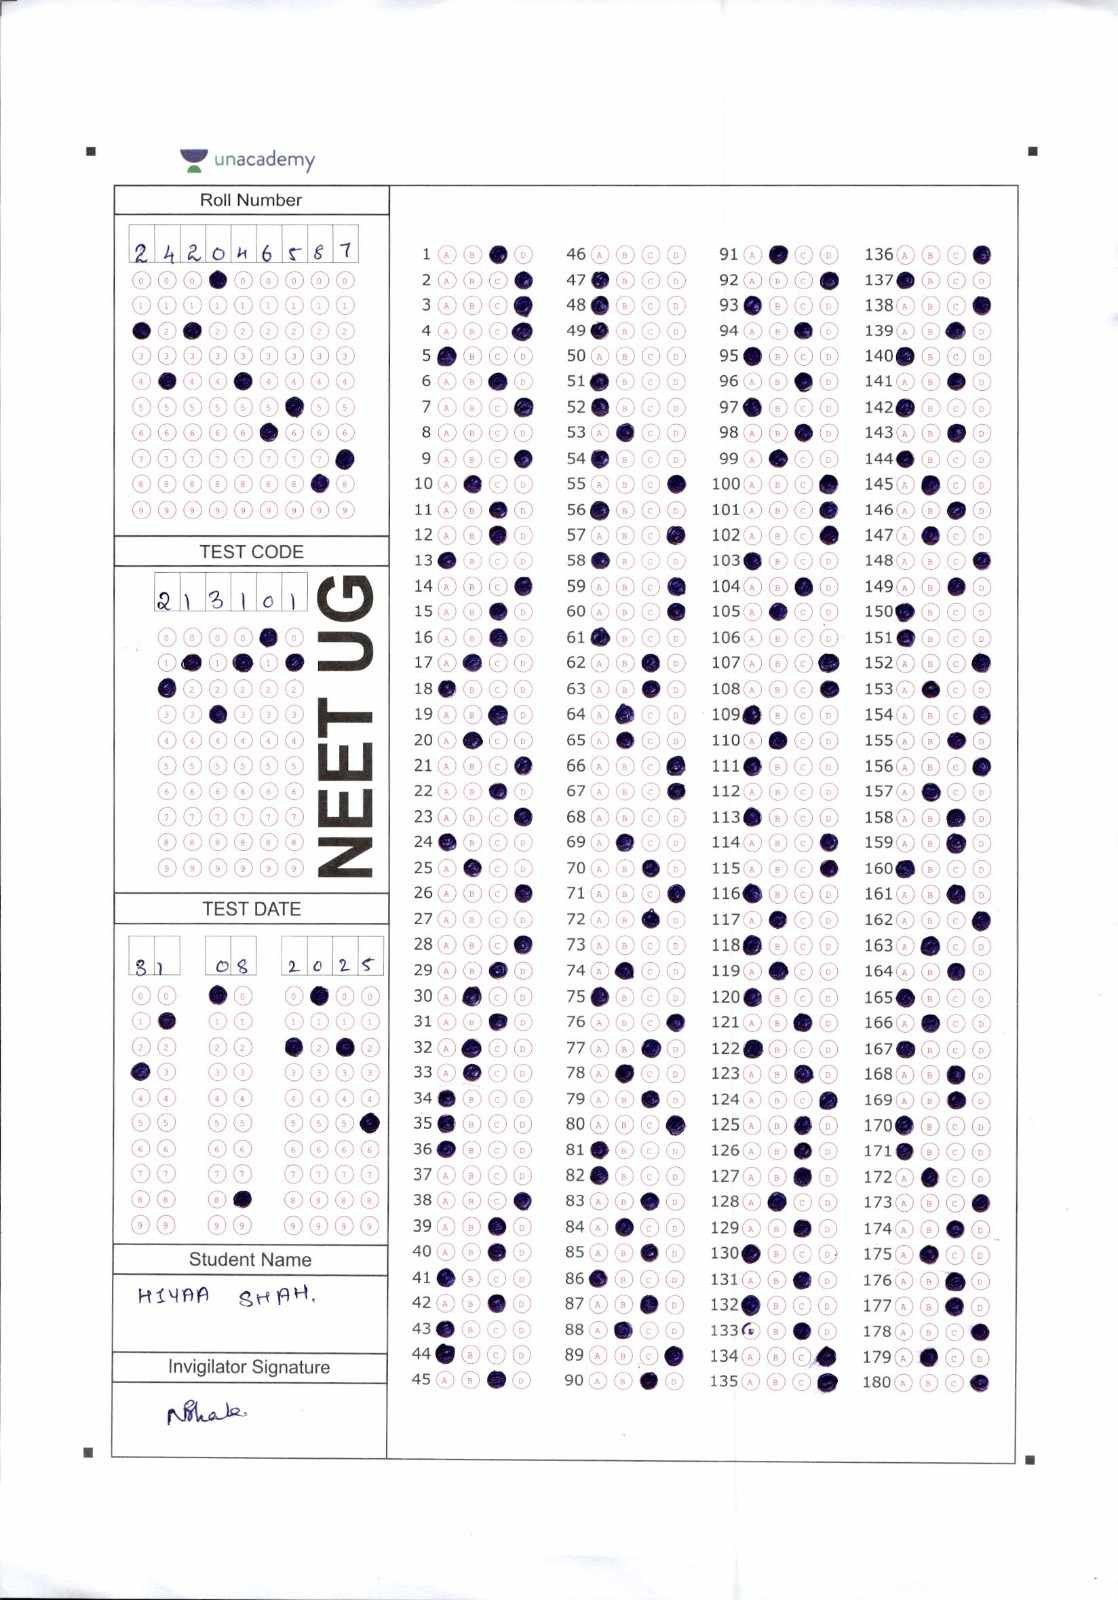 unacademy
Roll Number
2 4 2 0 4 6 5 8 7
TEST CODE
2 1 3 1 0 1
NEET UG
TEST DATE
31 08 2025
Student Name
HIYAA SHAH.
Invigilator Signature
1 A B D
2 A B C
3 A B C
4 A B C
5 B C D
6 A B D
7 A B C
8 A B C D
9 A B C
10 A C D
11 A B D
12 A B D
13 B C D
14 A B C
15 A B D
16 A B D
17 A C D
18 B C D
19 A B D
20 A C D
21 A B C
22 A B D
23 A B C
24 B C D
25 A C D
26 A B C
27 A B C D
28 A B C
29 A B D
30 A C D
31 A B D
32 A C D
33 A C D
34 B C D
35 B C D
36 B C D
37 A B C D
38 A B C
39 A B D
40 A B D
41 B C D
42 A B D
43 B C D
44 B C D
45 A B D
46 A B C D
47 B C D
48 B C D
49 B C D
50 A B C D
51 B C D
52 B C D
53 A C D
54 B C D
55 A B C
56 B C D
57 A B C
58 B C D
59 A B C
60 A B C
61 B C D
62 A B D
63 A B D
64 A C D
65 A C D
66 A B C
67 A B C
68 A B C D
69 A C D
70 A B D
71 A B C
72 A B D
73 A B C D
74 A C D
75 B C D
76 A B C
77 A B D
78 A C D
79 A B D
80 A B C
81 B C D
82 B C D
83 A B D
84 A C D
85 A B D
86 B C D
87 A B D
88 A C D
89 A B C
90 A B D
91 A C D
92 A B C
93 B C D
94 A B D
95 B C D
96 A B D
97 B C D
98 A B D
99 A C D
100 A B C
101 A B C
102 A B C
103 B C D
104 A B D
105 A C D
106 A B C D
107 A B C
108 A B C
109 B C D
110 A C D
111 B C D
112 A B C D
113 B C D
114 A B C
115 A B C
116 B C D
117 A C D
118 B C D
119 A C D
120 B C D
121 A B D
122 B C D
123 A B D
124 A B C
125 A B D
126 A B D
127 A B D
128 A C D
129 A B D
130 B C D
131 A B D
132 B C D
133 B D
134 A B C
135 A B C
136 A B C
137 B C D
138 A B C
139 A B D
140 B C D
141 A B D
142 B C D
143 A B D
144 B C D
145 A C D
146 A B D
147 A C D
148 A B C
149 A B D
150 B C D
151 B C D
152 A B C
153 A C D
154 A B C
155 A B D
156 A B C
157 A C D
158 A B D
159 A B D
160 B C D
161 A B D
162 A B C
163 A C D
164 A B D
165 B C D
166 A C D
167 B C D
168 A B D
169 A B D
170 B C D
171 B C D
172 A C D
173 A B C
174 A B D
175 A C D
176 A B D
177 A B D
178 A B C
179 A C D
180 A B C